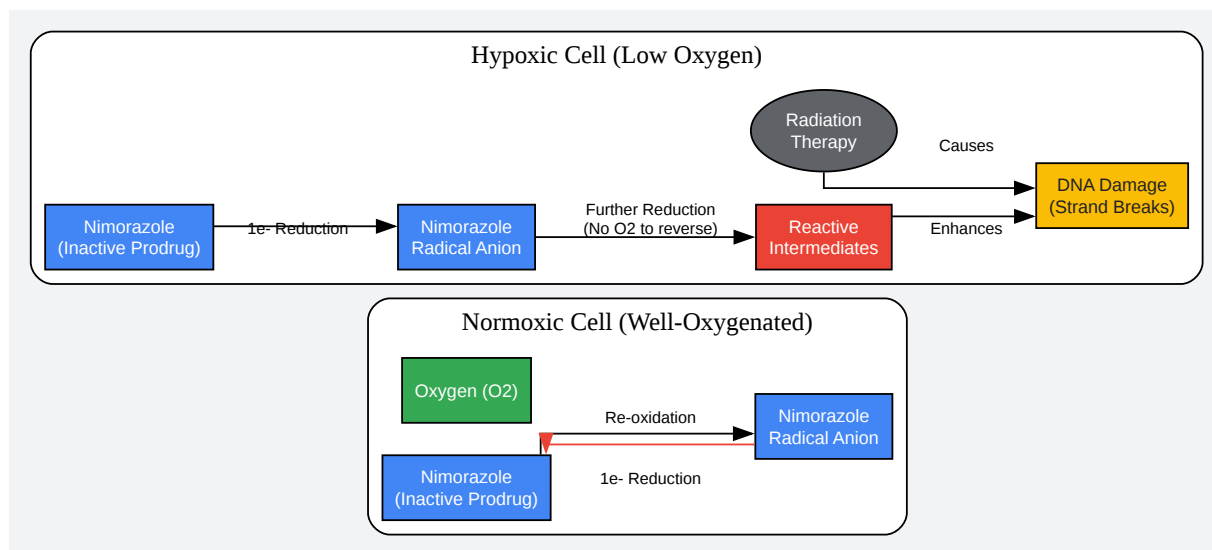 Hypoxic Cell (Low Oxygen)
Radiation
Therapy
Causes
DNA Damage
(Strand Breaks)
Nimorazole
(Inactive Prodrug)
1e- Reduction
Nimorazole
Radical Anion
Further Reduction
(No O2 to reverse)
Reactive
Intermediates
Enhances
Normoxic Cell (Well-Oxygenated)
Oxygen (O2)
Re-oxidation
Nimorazole
Radical Anion
Nimorazole
(Inactive Prodrug)
1e- Reduction